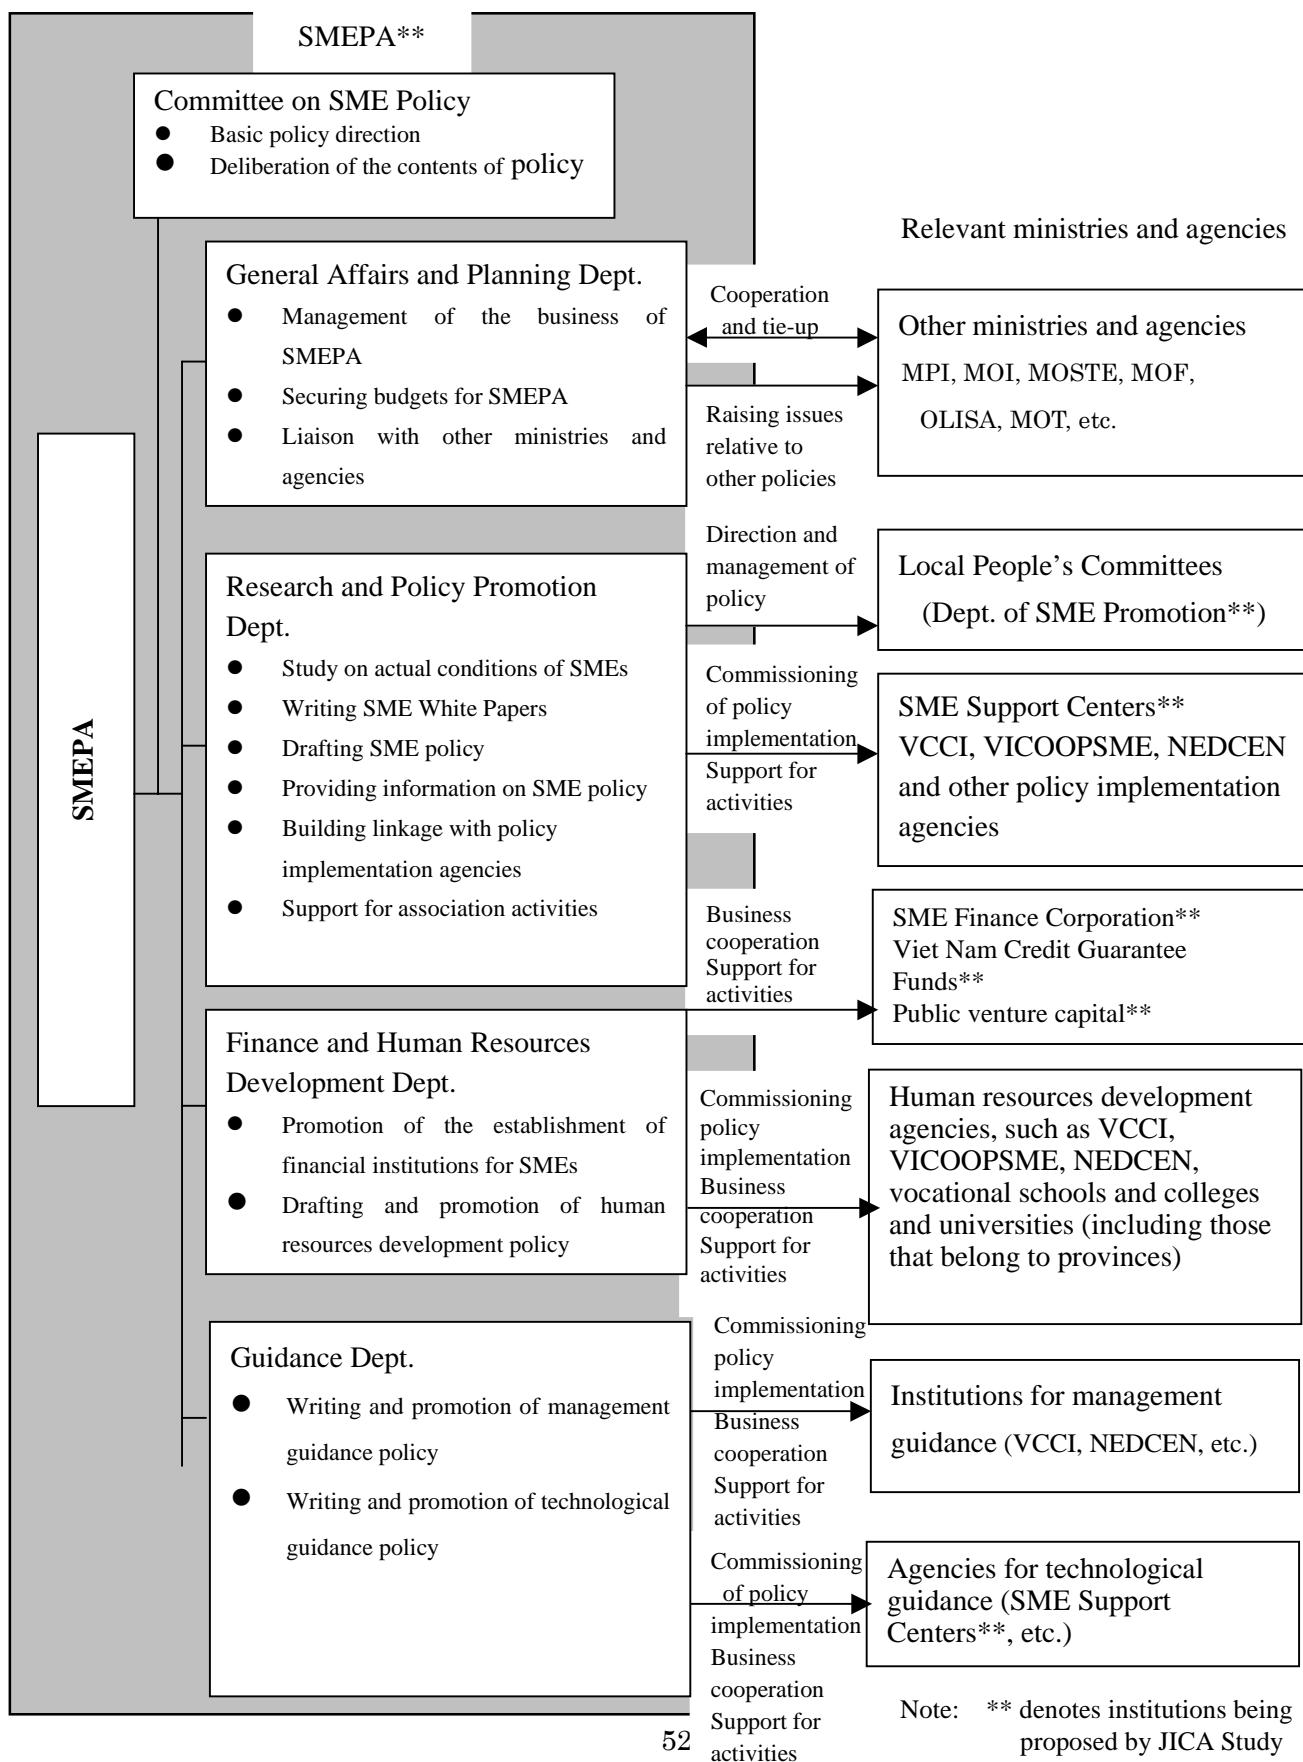 SMEPA**
Committee on SME Policy
● Basic policy direction
● Deliberation of the contents of policy
Relevant ministries and agencies
General Affairs and Planning Dept.
● Management of the business of
SMEPA
● Securing budgets for SMEPA
● Liaison with other ministries and
agencies
Cooperation
and tie-up
Raising issues
relative to
other policies
Other ministries and agencies
MPI, MOI, MOSTE, MOF,
OLISA, MOT, etc.
SMEPA
Research and Policy Promotion
Dept.
● Study on actual conditions of SMEs
● Writing SME White Papers
● Drafting SME policy
● Providing information on SME policy
● Building linkage with policy
implementation agencies
● Support for association activities
Direction and
management of
policy
Local People's Committees
(Dept. of SME Promotion**)
Commissioning
of policy
implementation
Support for
activities
SME Support Centers**
VCCI, VICOOPSME, NEDCEN
and other policy implementation
agencies
Business
cooperation
Support for
activities
SME Finance Corporation**
Viet Nam Credit Guarantee
Funds**
Public venture capital**
Finance and Human Resources
Development Dept.
● Promotion of the establishment of
financial institutions for SMEs
● Drafting and promotion of human
resources development policy
Commissioning
policy
implementation
Business
cooperation
Support for
activities
Human resources development
agencies, such as VCCI,
VICOOPSME, NEDCEN,
vocational schools and colleges
and universities (including those
that belong to provinces)
Guidance Dept.
● Writing and promotion of management
guidance policy
● Writing and promotion of technological
guidance policy
Commissioning
policy
implementation
Business
cooperation
Support for
activities
Institutions for management
guidance (VCCI, NEDCEN, etc.)
Commissioning
of policy
implementation
Business
cooperation
Support for
activities
Agencies for technological
guidance (SME Support
Centers**, etc.)
Note: ** denotes institutions being
proposed by JICA Study
52